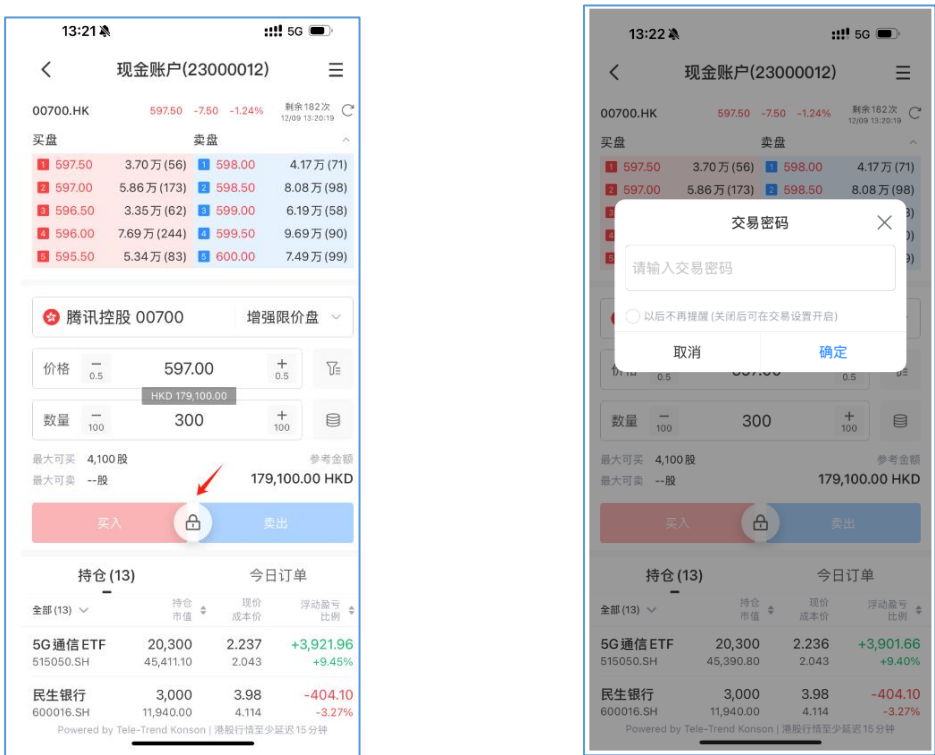 13:21 5G
现金账户(23000012)
00700.HK 597.50 -7.50 -1.24% 剩余182次
12/09 13:20:19
买盘 卖盘
1 597.50 3.70万(56) 1 598.00 4.17万(71)
2 597.00 5.86万(173) 2 598.50 8.08万(98)
3 596.50 3.35万(62) 3 599.00 6.19万(58)
4 596.00 7.69万(244) 4 599.50 9.69万(90)
5 595.50 5.34万(83) 5 600.00 7.49万(99)
腾讯控股 00700 增强限价盘
价格 − 0.5 597.00 + 0.5
HKD 179,100.00
数量 − 100 300 + 100
最大可买 4,100股 参考金额
最大可卖 --股 179,100.00 HKD
买入 卖出
持仓(13) 今日订单
全部(13) 持仓 现价 浮动盈亏
市值 成本价 比例
5G通信ETF 20,300 2.237 +3,921.96
515050.SH 45,411.10 2.043 +9.45%
民生银行 3,000 3.98 -404.10
600016.SH 11,940.00 4.114 -3.27%
Powered by Tele-Trend Konson | 港股行情至少延迟15分钟
13:22 5G
现金账户(23000012)
00700.HK 597.50 -7.50 -1.24% 剩余182次
12/09 13:20:19
买盘 卖盘
1 597.50 3.70万(56) 1 598.00 4.17万(71)
2 597.00 5.86万(173) 2 598.50 8.08万(98)
交易密码
请输入交易密码
以后不再提醒(关闭后可在交易设置开启)
取消 确定
价格 0.5 0.5
数量 − 100 300 + 100
最大可买 4,100股 参考金额
最大可卖 --股 179,100.00 HKD
买入 卖出
持仓(13) 今日订单
全部(13) 持仓 现价 浮动盈亏
市值 成本价 比例
5G通信ETF 20,300 2.236 +3,901.66
515050.SH 45,390.80 2.043 +9.40%
民生银行 3,000 3.98 -404.10
600016.SH 11,940.00 4.114 -3.27%
Powered by Tele-Trend Konson | 港股行情至少延迟15分钟